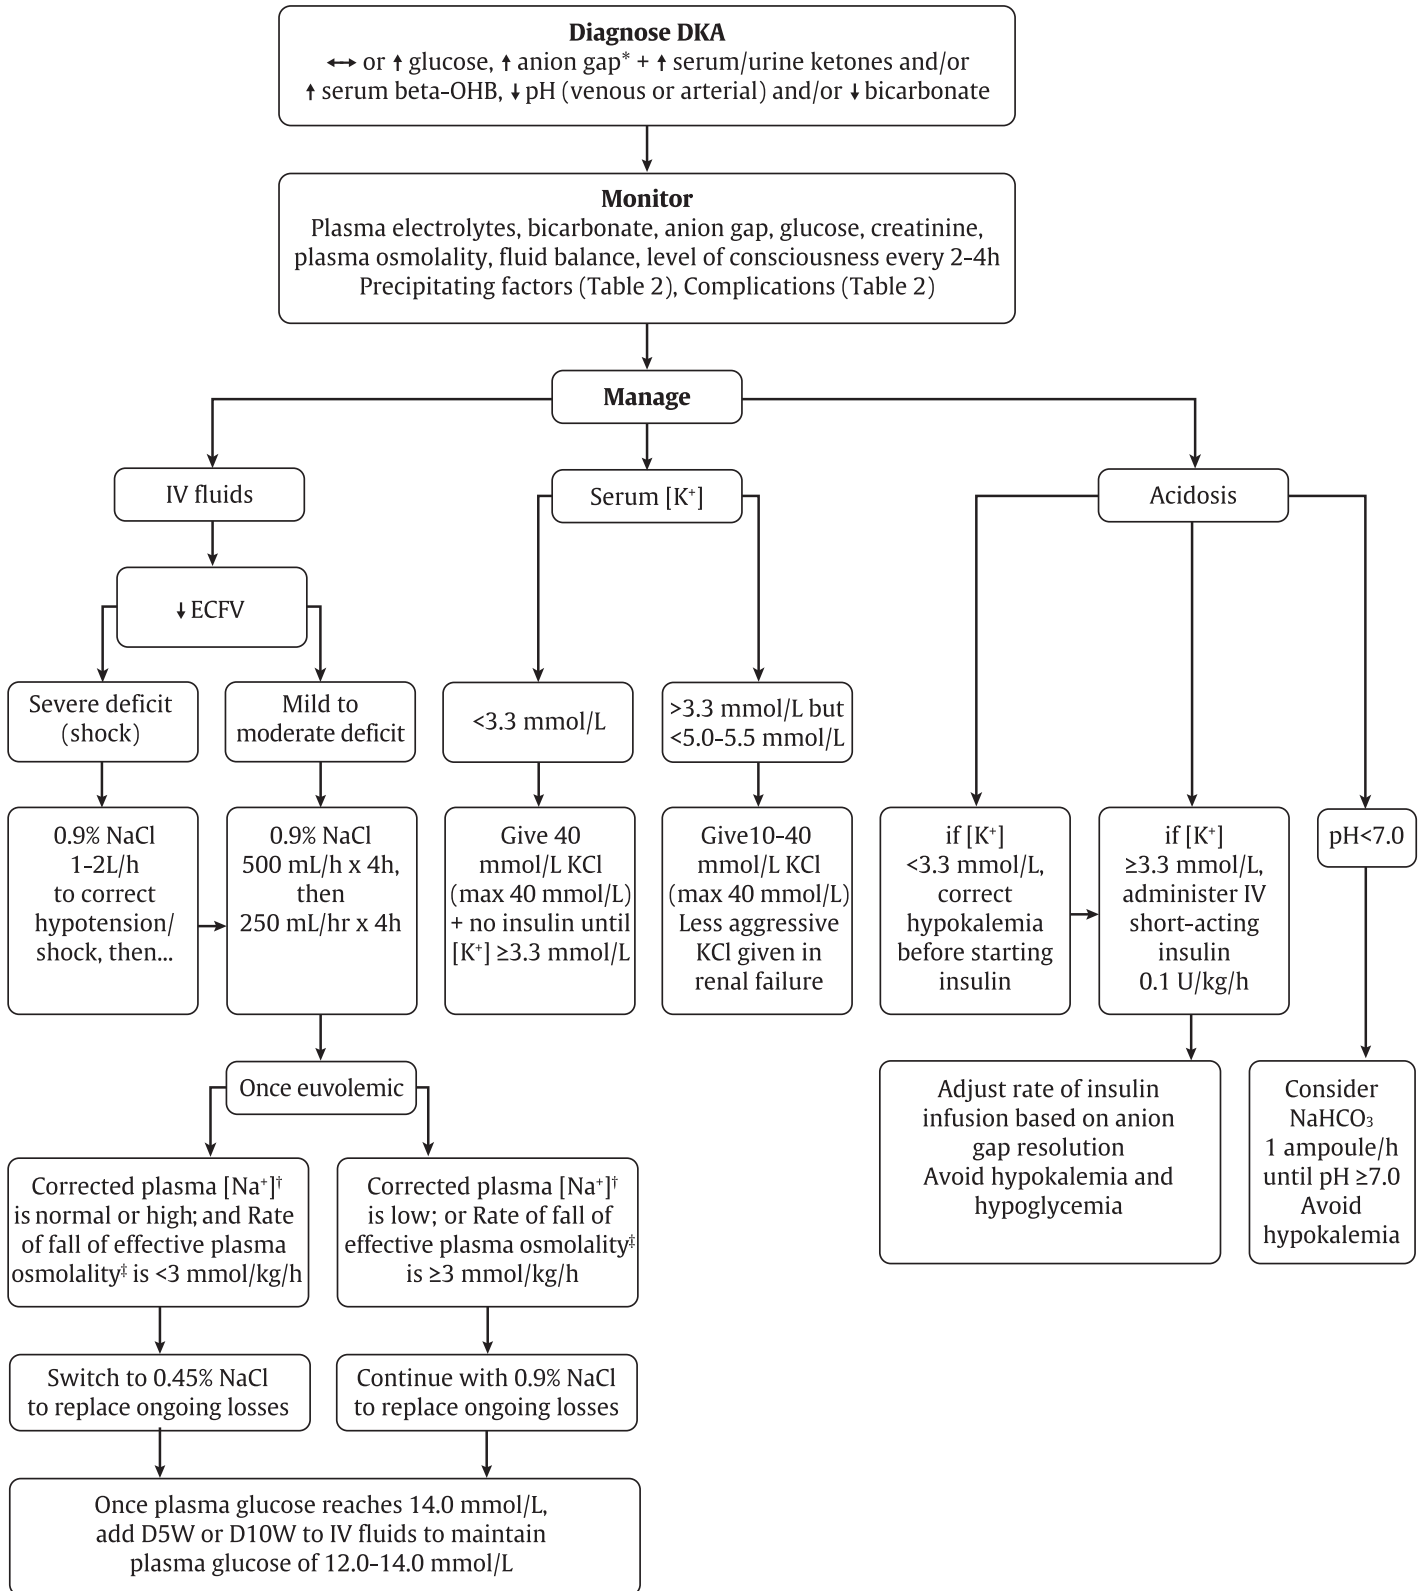 Diagnose DKA
↔ or ↑ glucose, ↑ anion gap* + ↑ serum/urine ketones and/or
↑ serum beta-OHB, ↓ pH (venous or arterial) and/or ↓ bicarbonate
Monitor
Plasma electrolytes, bicarbonate, anion gap, glucose, creatinine,
plasma osmolality, fluid balance, level of consciousness every 2–4h
Precipitating factors (Table 2), Complications (Table 2)
Manage
IV fluids
↓ ECFV
Severe deficit
(shock)
Mild to
moderate deficit
0.9% NaCl
1–2L/h
to correct
hypotension/
shock, then...
0.9% NaCl
500 mL/h x 4h,
then
250 mL/hr x 4h
Once euvolemic
Corrected plasma [Na⁺]†
is normal or high; and Rate
of fall of effective plasma
osmolality‡ is <3 mmol/kg/h
Corrected plasma [Na⁺]†
is low; or Rate of fall of
effective plasma osmolality‡
is ≥3 mmol/kg/h
Switch to 0.45% NaCl
to replace ongoing losses
Continue with 0.9% NaCl
to replace ongoing losses
Once plasma glucose reaches 14.0 mmol/L,
add D5W or D10W to IV fluids to maintain
plasma glucose of 12.0–14.0 mmol/L
Serum [K⁺]
<3.3 mmol/L
>3.3 mmol/L but
<5.0–5.5 mmol/L
Give 40
mmol/L KCl
(max 40 mmol/L)
+ no insulin until
[K⁺] ≥3.3 mmol/L
Give10–40
mmol/L KCl
(max 40 mmol/L)
Less aggressive
KCl given in
renal failure
Acidosis
if [K⁺]
<3.3 mmol/L,
correct
hypokalemia
before starting
insulin
if [K⁺]
≥3.3 mmol/L,
administer IV
short-acting
insulin
0.1 U/kg/h
pH<7.0
Adjust rate of insulin
infusion based on anion
gap resolution
Avoid hypokalemia and
hypoglycemia
Consider
NaHCO₃
1 ampoule/h
until pH ≥7.0
Avoid
hypokalemia